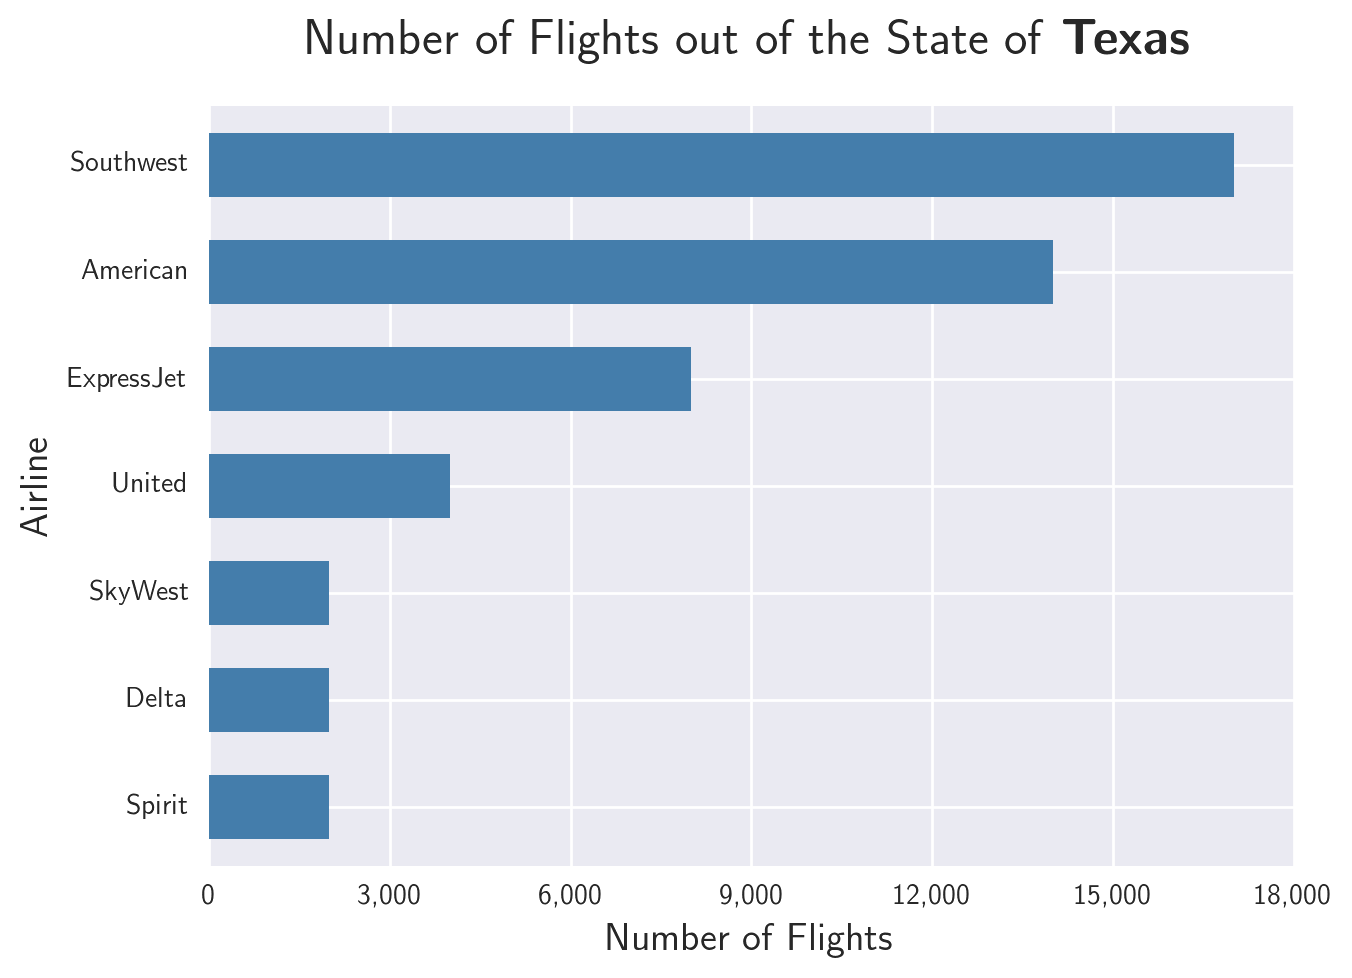 Number of Flights out of the State of Texas
Southwest
American
ExpressJet
United
SkyWest
Delta
Spirit
Airline
0 3,000 6,000 9,000 12,000 15,000 18,000
Number of Flights